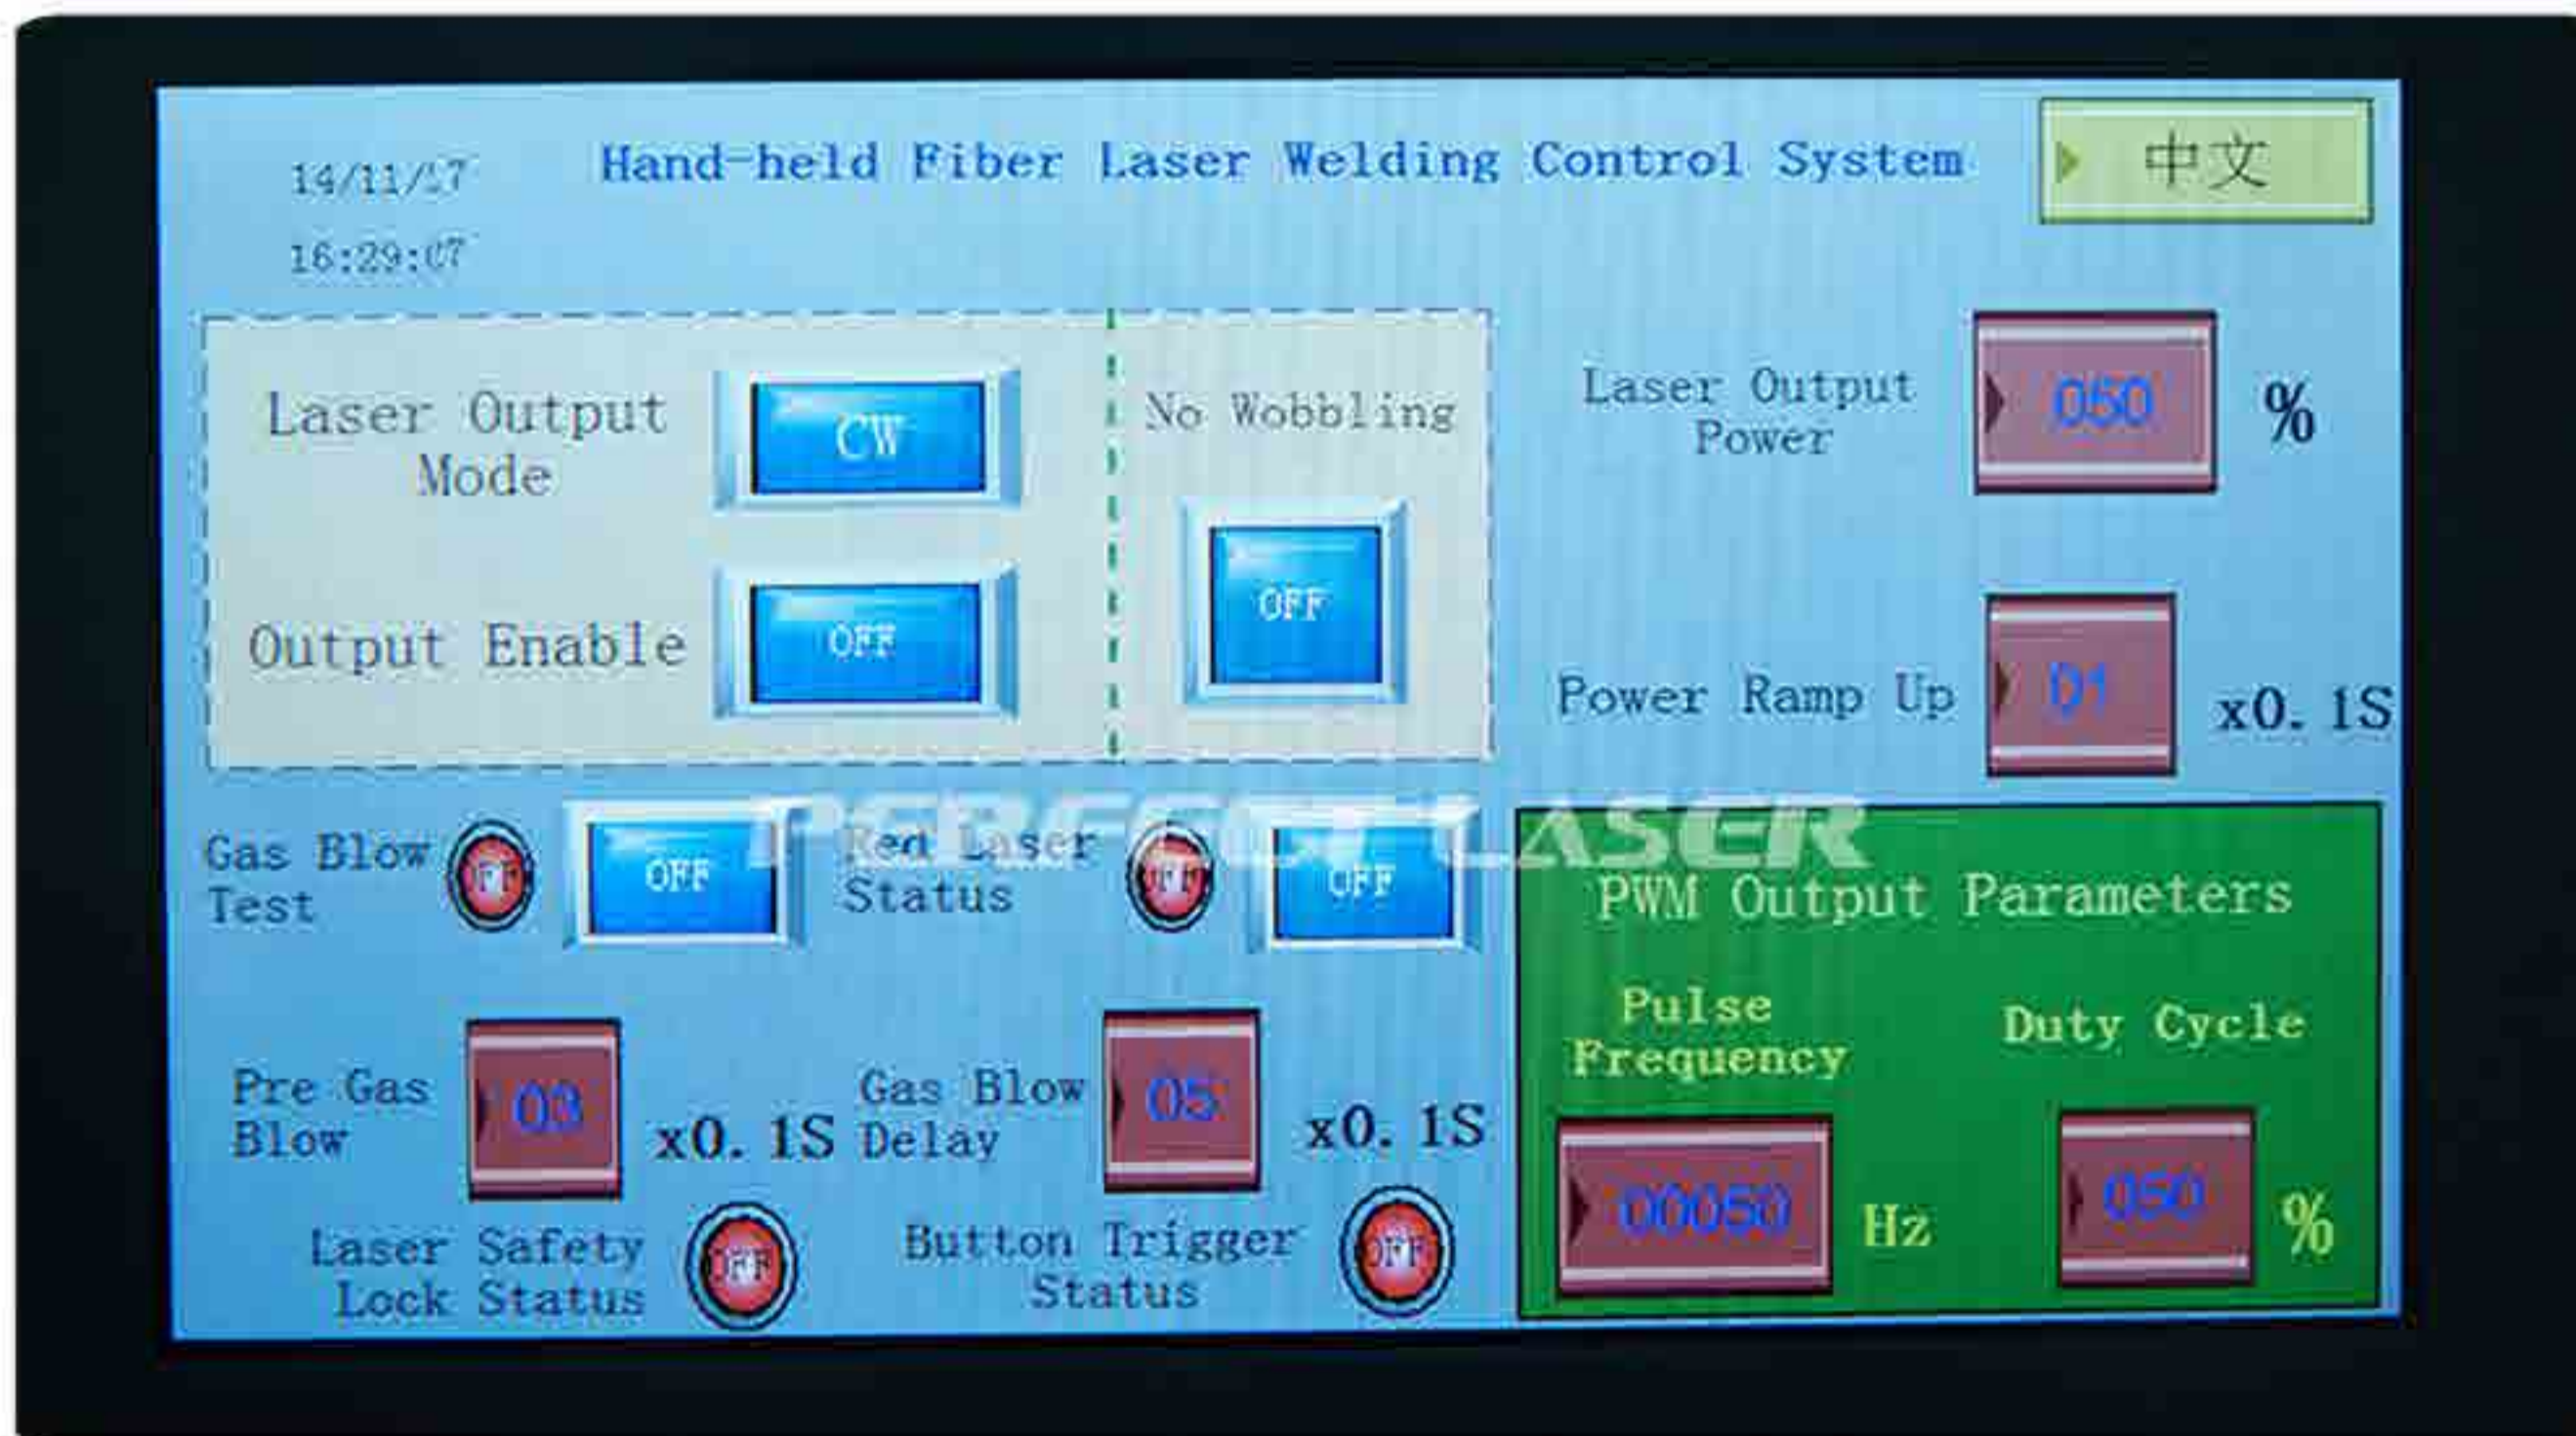 Hand-held Fiber Laser Welding Control System
中文
14/11/
16:29:07
Laser Output
Mode
CW
No Wobbling
Output Enable
OFF
OFF
Laser Output
Power
050
%
Power Ramp Up
01
x0.1S
PERFECT LASER
Gas Blow
Test
OFF
OFF
Red Laser
Status
OFF
OFF
Pre Gas
Blow
03
x0.1S
Gas Blow
Delay
05
x0.1S
Laser Safety
Lock Status
OFF
Button Trigger
Status
OFF
PWM Output Parameters
Pulse
Frequency
00050
Hz
Duty Cycle
050
%